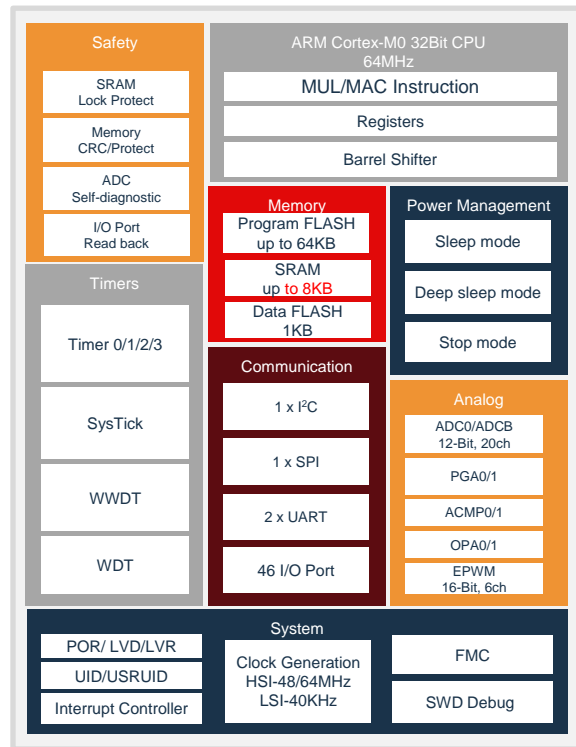 Safety
SRAM
Lock Protect
Memory
CRC/Protect
ADC
Self-diagnostic
I/O Port
Read back
ARM Cortex-M0 32Bit CPU
64MHz
MUL/MAC Instruction
Registers
Barrel Shifter
Memory
Program FLASH
up to 64KB
SRAM
up to 8KB
Data FLASH
1KB
Power Management
Sleep mode
Deep sleep mode
Stop mode
Timers
Timer 0/1/2/3
SysTick
WWDT
WDT
Communication
1 x I²C
1 x SPI
2 x UART
46 I/O Port
Analog
ADC0/ADCB
12-Bit, 20ch
PGA0/1
ACMP0/1
OPA0/1
EPWM
16-Bit, 6ch
System
POR/ LVD/LVR
UID/USRUID
Interrupt Controller
Clock Generation
HSI-48/64MHz
LSI-40KHz
FMC
SWD Debug